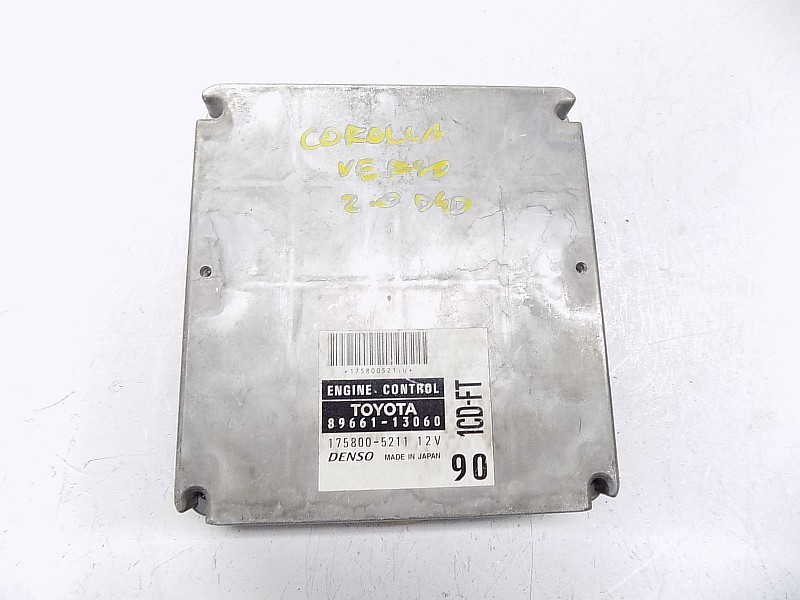 COROLLA
VERSO
2.0 D4D
ENGINE CONTROL
TOYOTA
89661-13060
175800-5211 12V
DENSO MADE IN JAPAN
1CD-FT
90